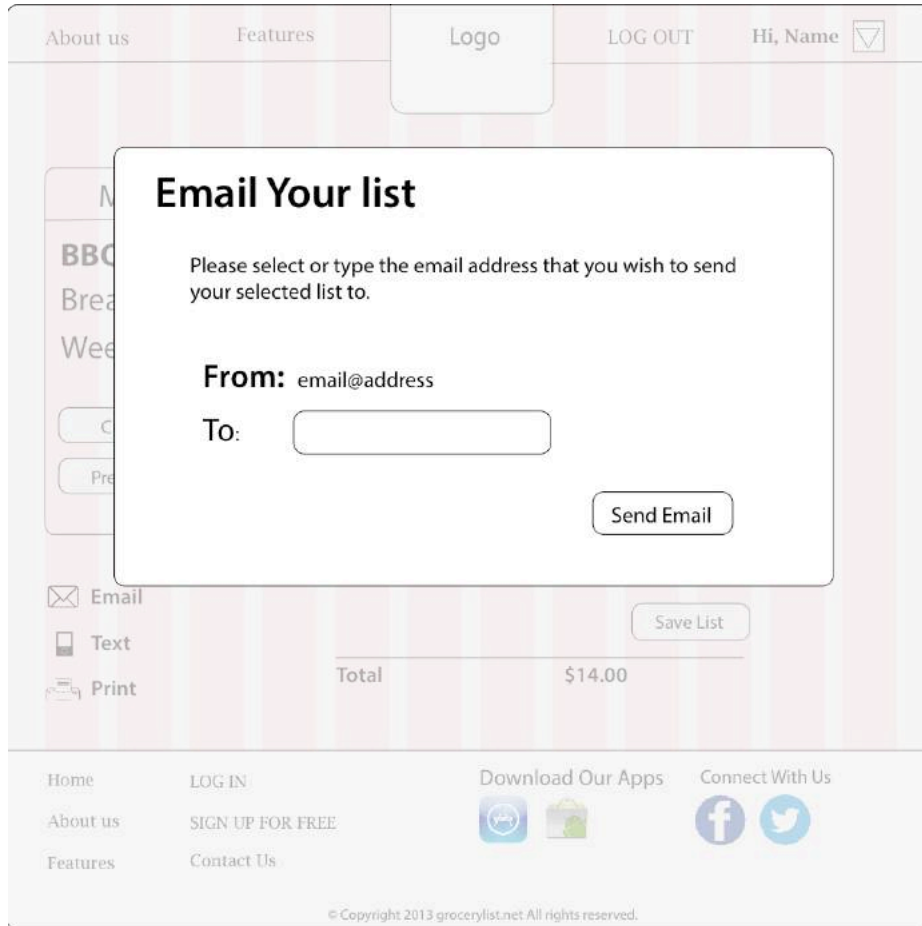 About us
Features
Logo
LOG OUT
Hi, Name
Email Your list
BBQ
Please select or type the email address that you wish to send
your selected list to.
From: email@address
To:
Send Email
Email
Text
Print
Save List
Total $14.00
Home
About us
Features
LOG IN
SIGN UP FOR FREE
Contact Us
Download Our Apps
Connect With Us
© Copyright 2013 grocerylist.net All rights reserved.